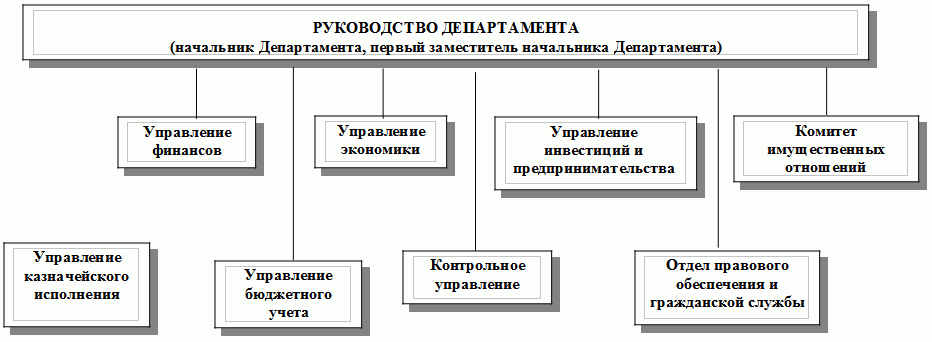 РУКОВОДСТВО ДЕПАРТАМЕНТА
(начальник Департамента, первый заместитель начальника Департамента)
Управление
финансов
Управление
экономики
Управление
инвестиций и
предпринимательства
Комитет
имущественных
отношений
Управление
казначейского
исполнения
Управление
бюджетного
учета
Контрольное
управление
Отдел правового
обеспечения и
гражданской службы